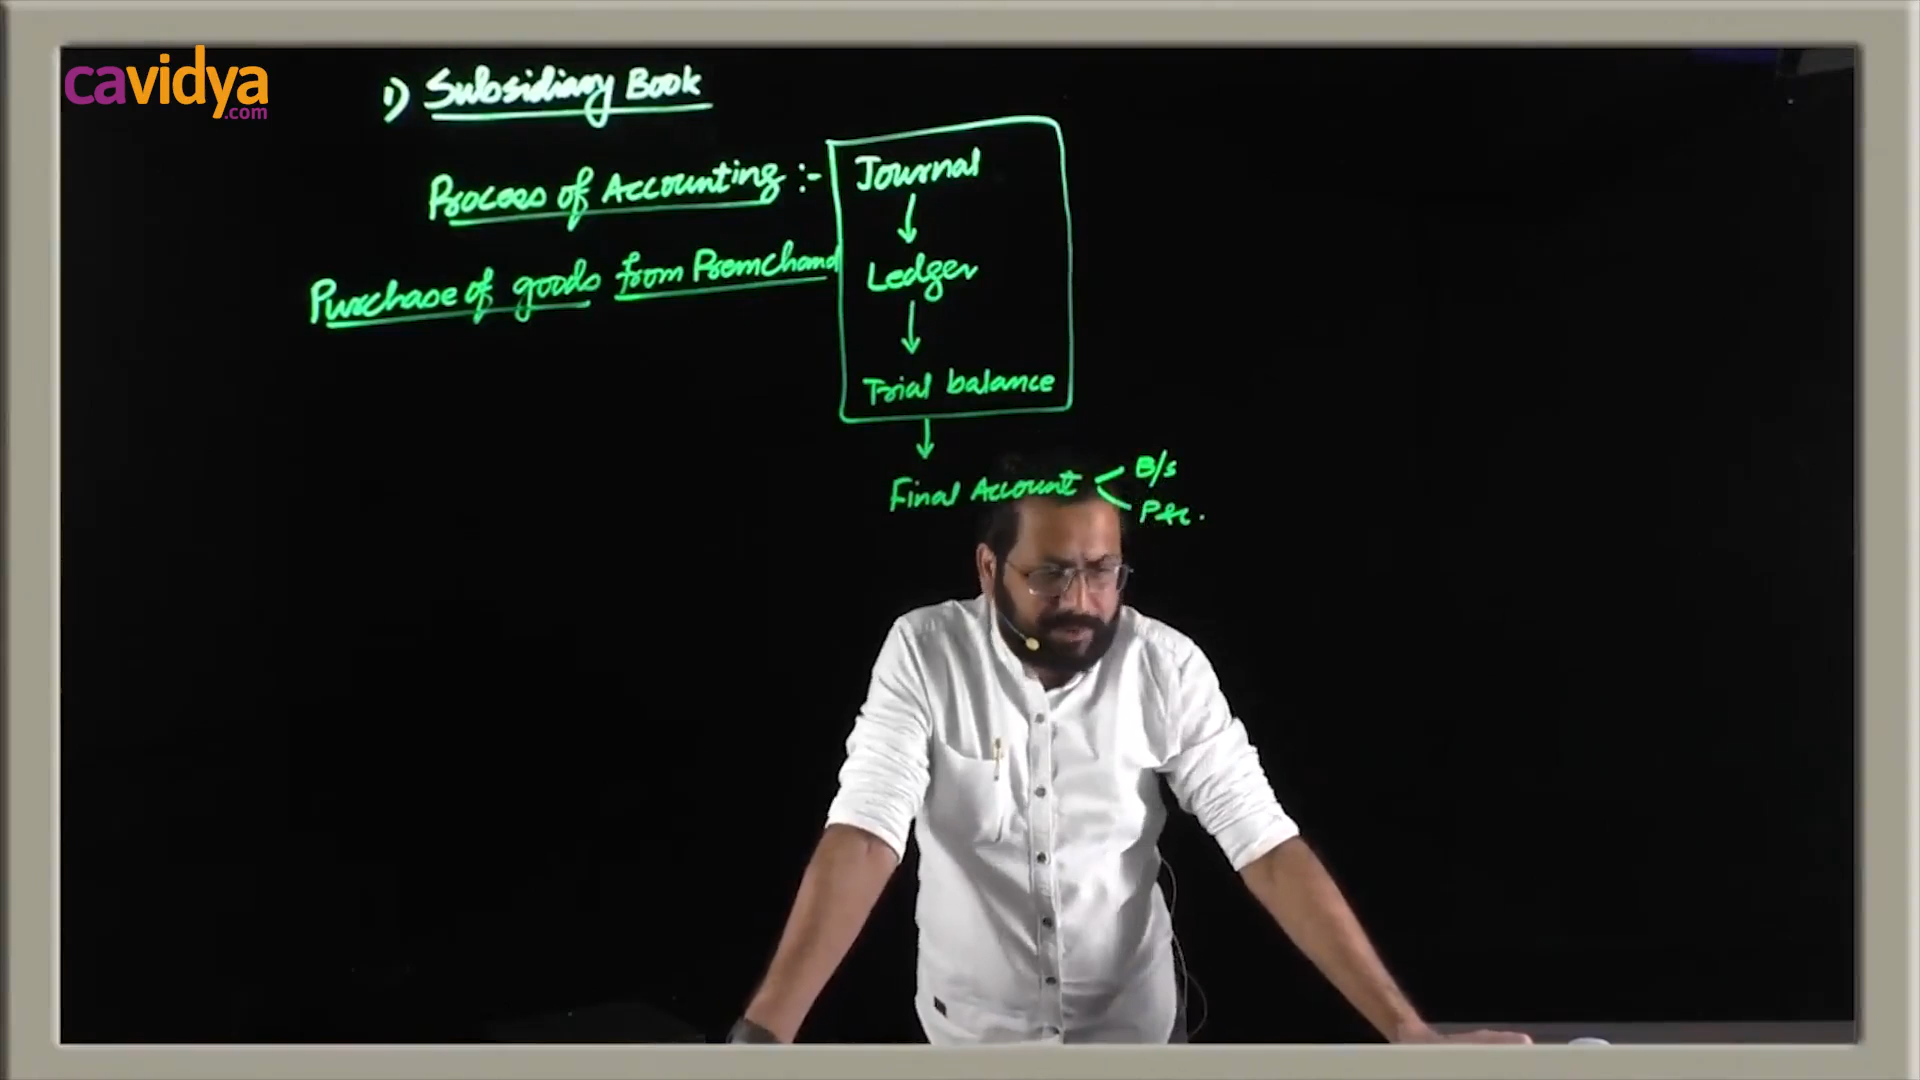 cavidya
.com
1) Subsidiary Book
Process of Accounting :- Journal
Purchase of goods from Premchand
Ledger
Trial balance
Final Account
B/s
P&L.